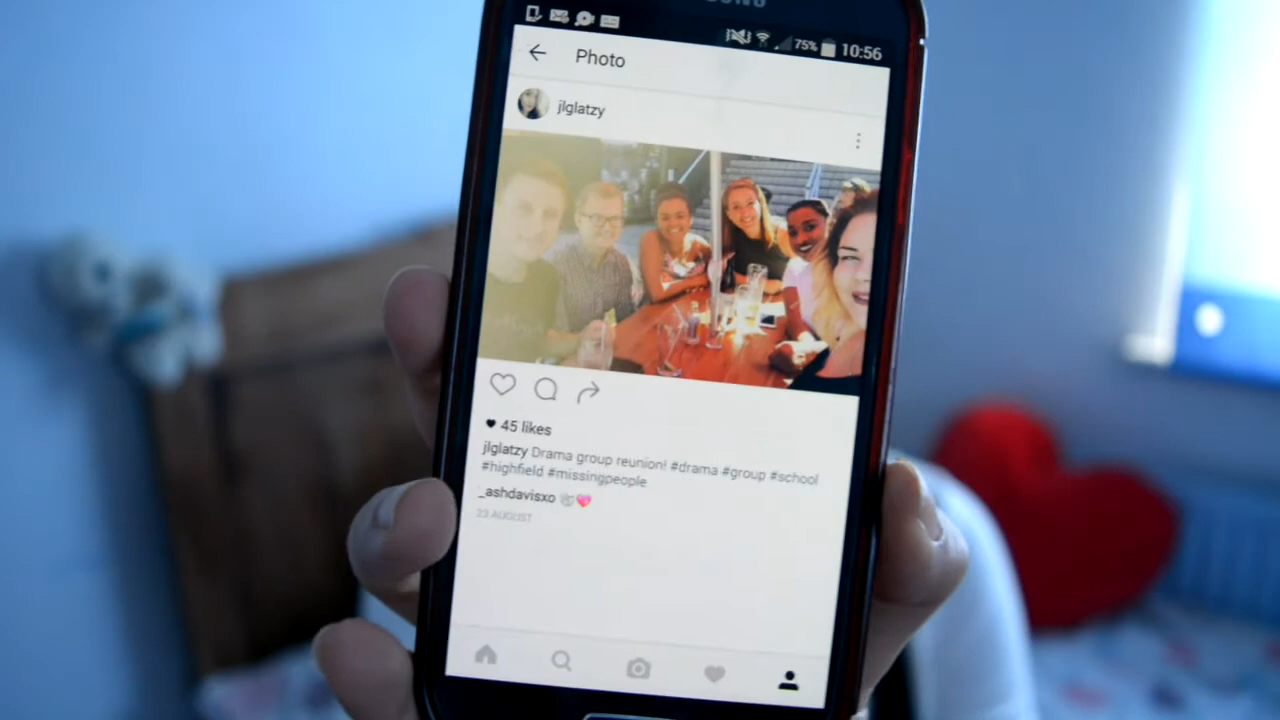 SAMSUNG
75% 10:56
Photo
jlglatzy
45 likes
jlglatzy Drama group reunion! #drama #group #school
#highfield #missingpeople
_ashdavisxo 👏💖
23 AUGUST